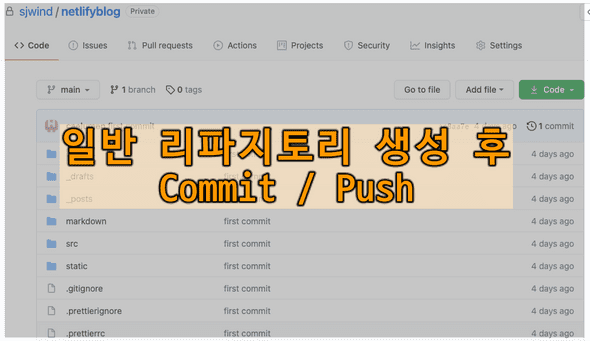 sjwind / netlifyblog Private
Code Issues Pull requests Actions Projects Security Insights Settings
main 1 branch 0 tags Go to file Add file Code
1 commit
일반 리파지토리 생성 후
Commit / Push
4 days ago
_drafts 4 days ago
_posts 4 days ago
markdown first commit 4 days ago
src first commit 4 days ago
static first commit 4 days ago
.gitignore first commit 4 days ago
.prettierignore first commit 4 days ago
.prettierrc first commit 4 days ago